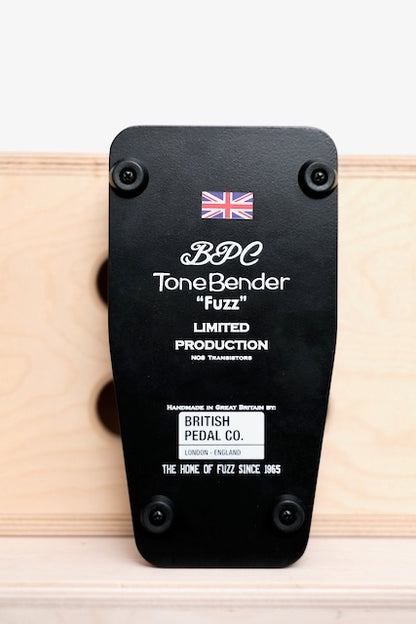 BPC
ToneBender
“Fuzz”
LIMITED
PRODUCTION
NOS Transistors
Handmade in Great Britain by:
BRITISH
PEDAL CO.
LONDON - ENGLAND
THE HOME OF FUZZ SINCE 1965